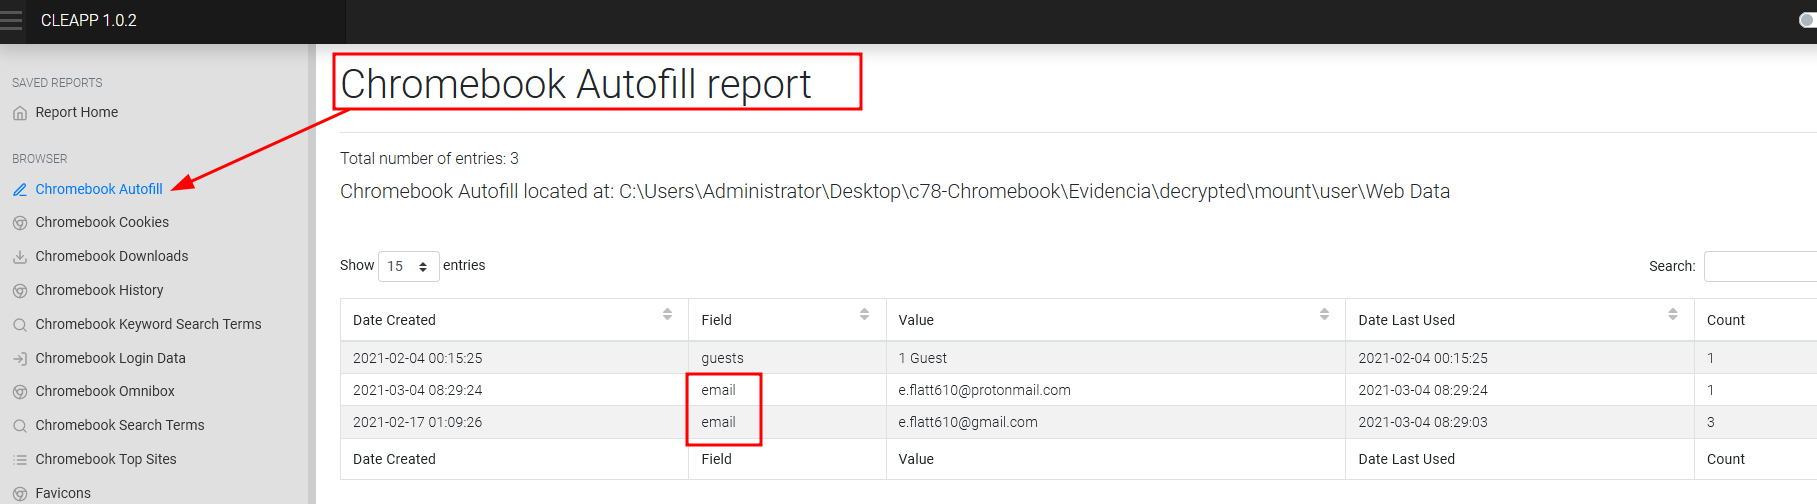 CLEAPP 1.0.2
SAVED REPORTS
Report Home
BROWSER
Chromebook Autofill
Chromebook Cookies
Chromebook Downloads
Chromebook History
Chromebook Keyword Search Terms
Chromebook Login Data
Chromebook Omnibox
Chromebook Search Terms
Chromebook Top Sites
Favicons
Chromebook Autofill report
Total number of entries: 3
Chromebook Autofill located at: C:\Users\Administrator\Desktop\c78-Chromebook\Evidencia\decrypted\mount\user\Web Data
Show 15 entries Search:
Date Created Field Value Date Last Used Count
2021-02-04 00:15:25 guests 1 Guest 2021-02-04 00:15:25 1
2021-03-04 08:29:24 email e.flatt610@protonmail.com 2021-03-04 08:29:24 1
2021-02-17 01:09:26 email e.flatt610@gmail.com 2021-03-04 08:29:03 3
Date Created Field Value Date Last Used Count